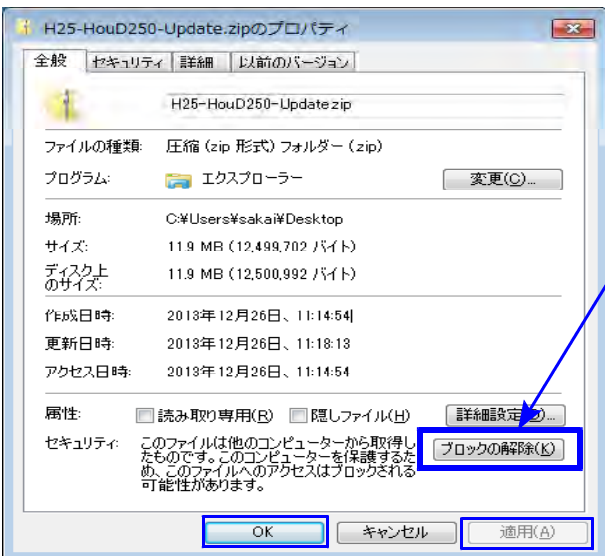 H25-HouD250-Update.zipのプロパティ
全般 セキュリティ 詳細 以前のバージョン
H25-HouD250-Update.zip
ファイルの種類: 圧縮 (zip 形式) フォルダー (.zip)
プログラム: エクスプローラー 変更(C)...
場所: C:¥Users¥sakai¥Desktop
サイズ: 11.9 MB (12,499,702 バイト)
ディスク上
のサイズ: 11.9 MB (12,500,992 バイト)
作成日時: 2013年12月26日、11:14:54
更新日時: 2013年12月26日、11:18:13
アクセス日時: 2013年12月26日、11:14:54
属性: 読み取り専用(R) 隠しファイル(H) 詳細設定(D)...
セキュリティ: このファイルは他のコンピューターから取得し
たものです。このコンピューターを保護するた
め、このファイルへのアクセスはブロックされる
可能性があります。
ブロックの解除(K)
OK キャンセル 適用(A)